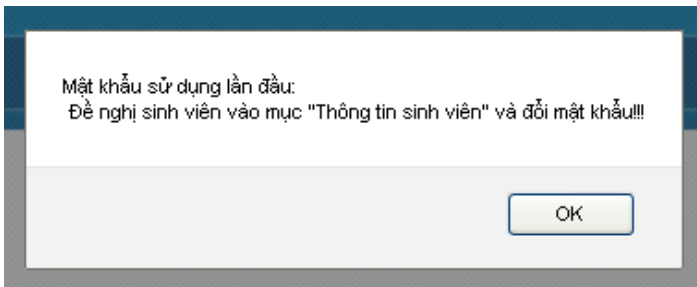 Mật khẩu sử dụng lần đầu:
Đề nghị sinh viên vào mục "Thông tin sinh viên" và đổi mật khẩu!!!
OK